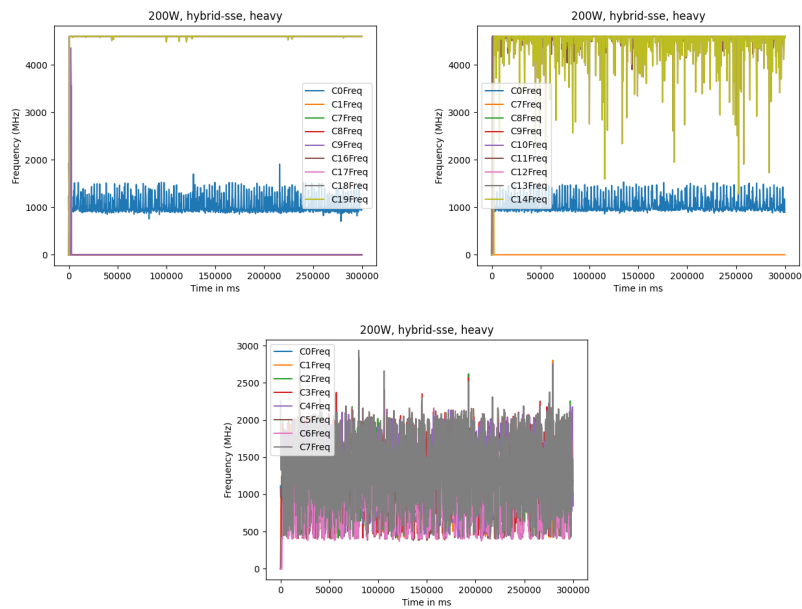 200W, hybrid-sse, heavy
Frequency (MHz)
4000
3000
2000
1000
0
C0Freq
C1Freq
C7Freq
C8Freq
C9Freq
C16Freq
C17Freq
C18Freq
C19Freq
0 50000 100000 150000 200000 250000 300000
Time in ms
200W, hybrid-sse, heavy
Frequency (MHz)
4000
3000
2000
1000
0
C0Freq
C7Freq
C8Freq
C9Freq
C10Freq
C11Freq
C12Freq
C13Freq
C14Freq
0 50000 100000 150000 200000 250000 300000
Time in ms
200W, hybrid-sse, heavy
Frequency (MHz)
3000
2500
2000
1500
1000
500
0
C0Freq
C1Freq
C2Freq
C3Freq
C4Freq
C5Freq
C6Freq
C7Freq
0 50000 100000 150000 200000 250000 300000
Time in ms